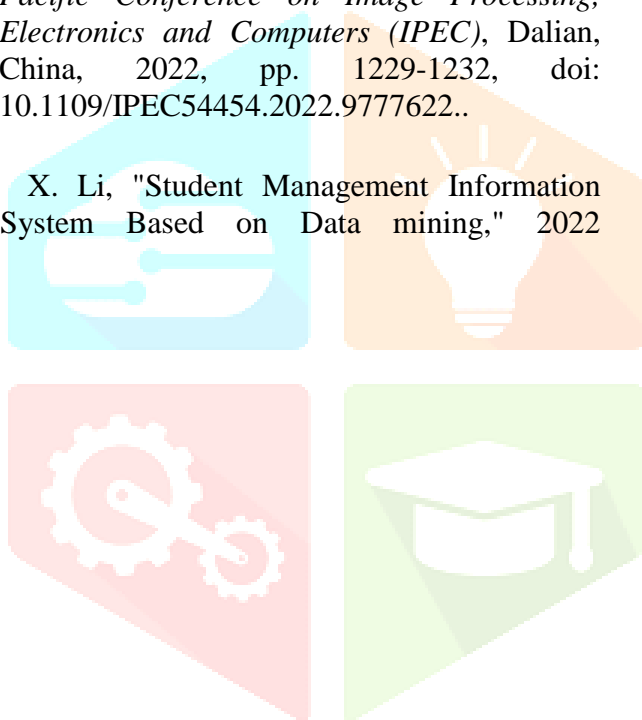 Pacific Conference on Image Processing,
Electronics and Computers (IPEC), Dalian,
China, 2022, pp. 1229-1232, doi:
10.1109/IPEC54454.2022.9777622..
X. Li, "Student Management Information
System Based on Data mining," 2022